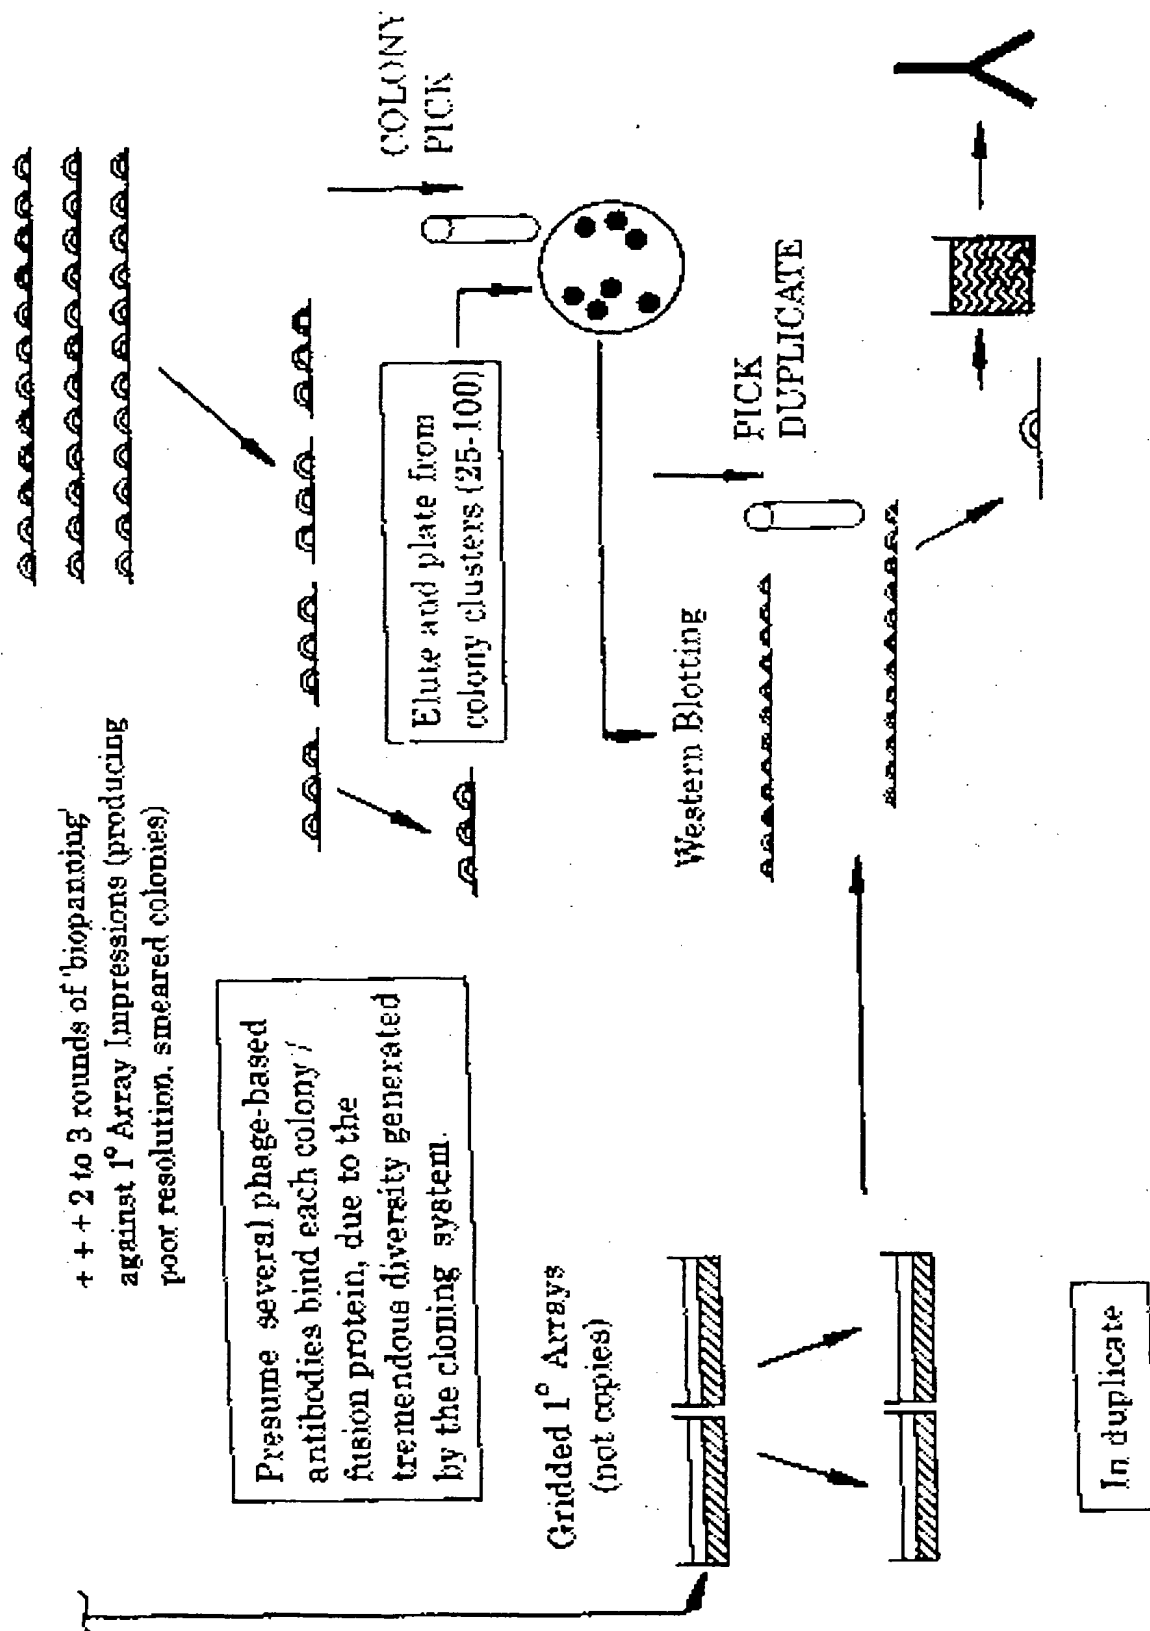 + + + 2 to 3 rounds of 'biopanning'
against 1° Array Impressions (producing
poor resolution, smeared colonies)
Presume several phage-based
antibodies bind each colony /
fusion protein, due to the
tremendous diversity generated
by the cloning system.
Elute and plate from
colony clusters (25-100)
COLONY
PICK
Gridded 1° Arrays
(not copies)
Western Blotting
PICK
DUPLICATE
In duplicate